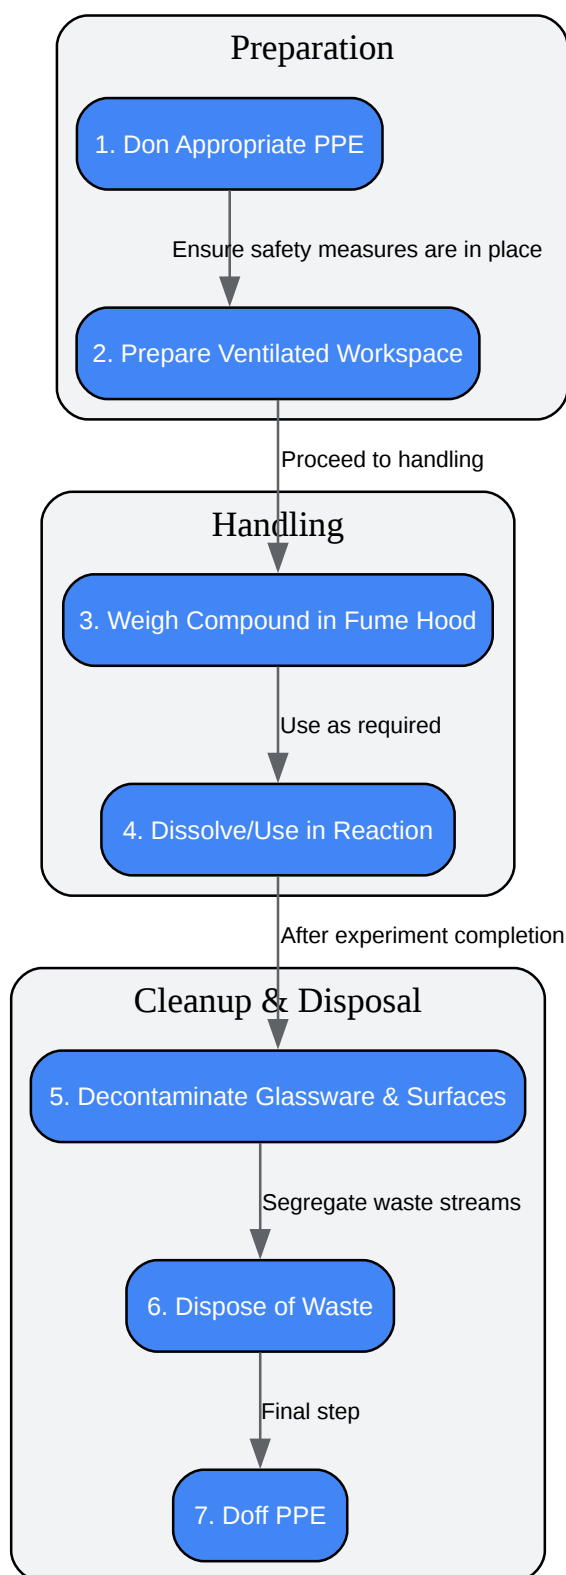 Preparation
1. Don Appropriate PPE
Ensure safety measures are in place
2. Prepare Ventilated Workspace
Proceed to handling
Handling
3. Weigh Compound in Fume Hood
Use as required
4. Dissolve/Use in Reaction
After experiment completion
Cleanup & Disposal
5. Decontaminate Glassware & Surfaces
Segregate waste streams
6. Dispose of Waste
Final step
7. Doff PPE